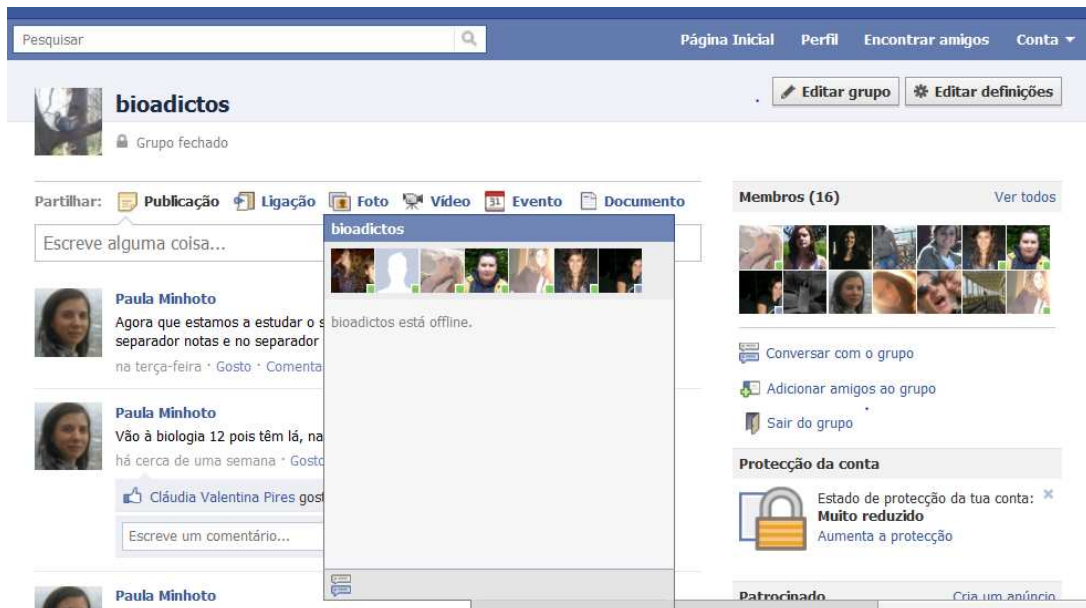 Pesquisar
Página Inicial Perfil Encontrar amigos Conta
bioadictos
Editar grupo Editar definições
Grupo fechado
Partilhar: Publicação Ligação Foto Vídeo 31 Evento Documento
Escreve alguma coisa...
Paula Minhoto
Agora que estamos a estudar o s
separador notas e no separador
na terça-feira · Gosto · Comenta
Paula Minhoto
Vão à biologia 12 pois têm lá, na
há cerca de uma semana · Gosto
Cláudia Valentina Pires gost
Escreve um comentário...
Paula Minhoto
bioadictos
bioadictos está offline.
Membros (16) Ver todos
Conversar com o grupo
Adicionar amigos ao grupo
Sair do grupo
Protecção da conta
Estado de protecção da tua conta:
Muito reduzido
Aumenta a protecção
Patrocinado Cria um anúncio